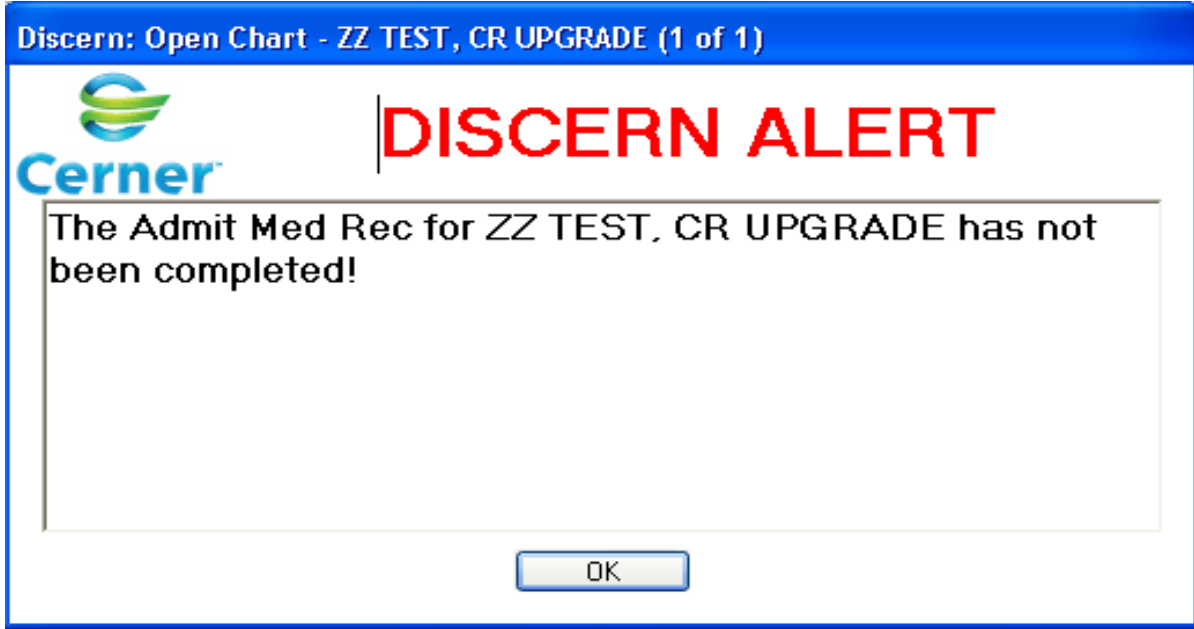 Discern: Open Chart - ZZ TEST, CR UPGRADE (1 of 1)
Cerner™
DISCERN ALERT
The Admit Med Rec for ZZ TEST, CR UPGRADE has not
been completed!
OK